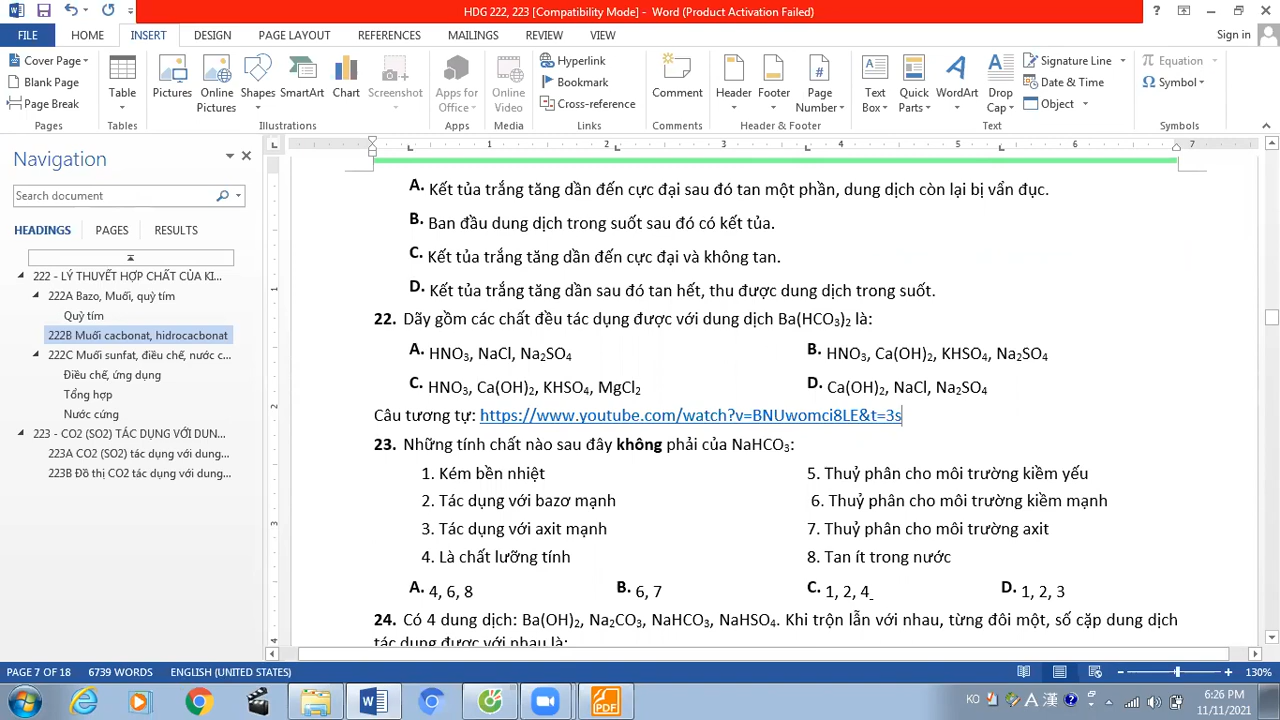 HDG 222, 223 [Compatibility Mode] - Word (Product Activation Failed)
FILE HOME INSERT DESIGN PAGE LAYOUT REFERENCES MAILINGS REVIEW VIEW Sign in
Cover Page
Blank Page
Page Break
Table
Pictures
Online Pictures
Shapes
SmartArt
Chart
Screenshot
Apps for Office
Online Video
Hyperlink
Bookmark
Cross-reference
Comment
Header
Footer
Page Number
Text Box
Quick Parts
WordArt
Drop Cap
Signature Line
Date & Time
Object
Equation
Symbol
Pages Tables Illustrations Apps Media Links Comments Header & Footer Text Symbols
Navigation
Search document
HEADINGS PAGES RESULTS
222 - LÝ THUYẾT HỢP CHẤT CỦA KI...
222A Bazo, Muối, quỳ tím
Quỳ tím
222B Muối cacbonat, hidrocacbonat
222C Muối sunfat, điều chế, nước c...
Điều chế, ứng dụng
Tổng hợp
Nước cứng
223 - CO2 (SO2) TÁC DỤNG VỚI DUN...
223A CO2 (SO2) tác dụng với dung...
223B Đồ thị CO2 tác dụng với dung...
1 2 3 4 5 6 7
A. Kết tủa trắng tăng dần đến cực đại sau đó tan một phần, dung dịch còn lại bị vẩn đục.
B. Ban đầu dung dịch trong suốt sau đó có kết tủa.
C. Kết tủa trắng tăng dần đến cực đại và không tan.
D. Kết tủa trắng tăng dần sau đó tan hết, thu được dung dịch trong suốt.
22. Dãy gồm các chất đều tác dụng được với dung dịch Ba(HCO₃)₂ là:
A. HNO₃, NaCl, Na₂SO₄ B. HNO₃, Ca(OH)₂, KHSO₄, Na₂SO₄
C. HNO₃, Ca(OH)₂, KHSO₄, MgCl₂ D. Ca(OH)₂, NaCl, Na₂SO₄
Câu tương tự: https://www.youtube.com/watch?v=BNUwomci8LE&t=3s
23. Những tính chất nào sau đây không phải của NaHCO₃:
1. Kém bền nhiệt 5. Thuỷ phân cho môi trường kiềm yếu
2. Tác dụng với bazơ mạnh 6. Thuỷ phân cho môi trường kiềm mạnh
3. Tác dụng với axit mạnh 7. Thuỷ phân cho môi trường axit
4. Là chất lưỡng tính 8. Tan ít trong nước
A. 4, 6, 8 B. 6, 7 C. 1, 2, 4 D. 1, 2, 3
24. Có 4 dung dịch: Ba(OH)₂, Na₂CO₃, NaHCO₃, NaHSO₄. Khi trộn lẫn với nhau, từng đôi một, số cặp dung dịch
tác dụng được với nhau là:
PAGE 7 OF 18 6739 WORDS ENGLISH (UNITED STATES) 130%
KO A 漢 6:26 PM
11/11/2021